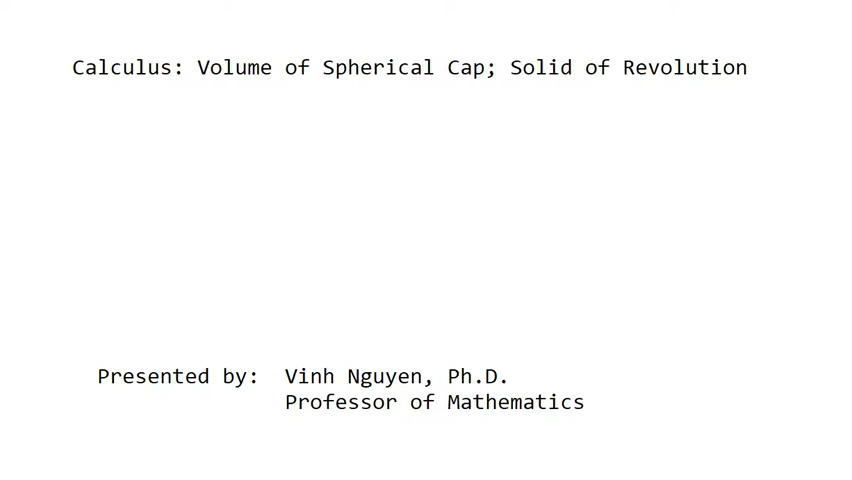 Calculus: Volume of Spherical Cap; Solid of Revolution
Presented by: Vinh Nguyen, Ph.D.
Professor of Mathematics